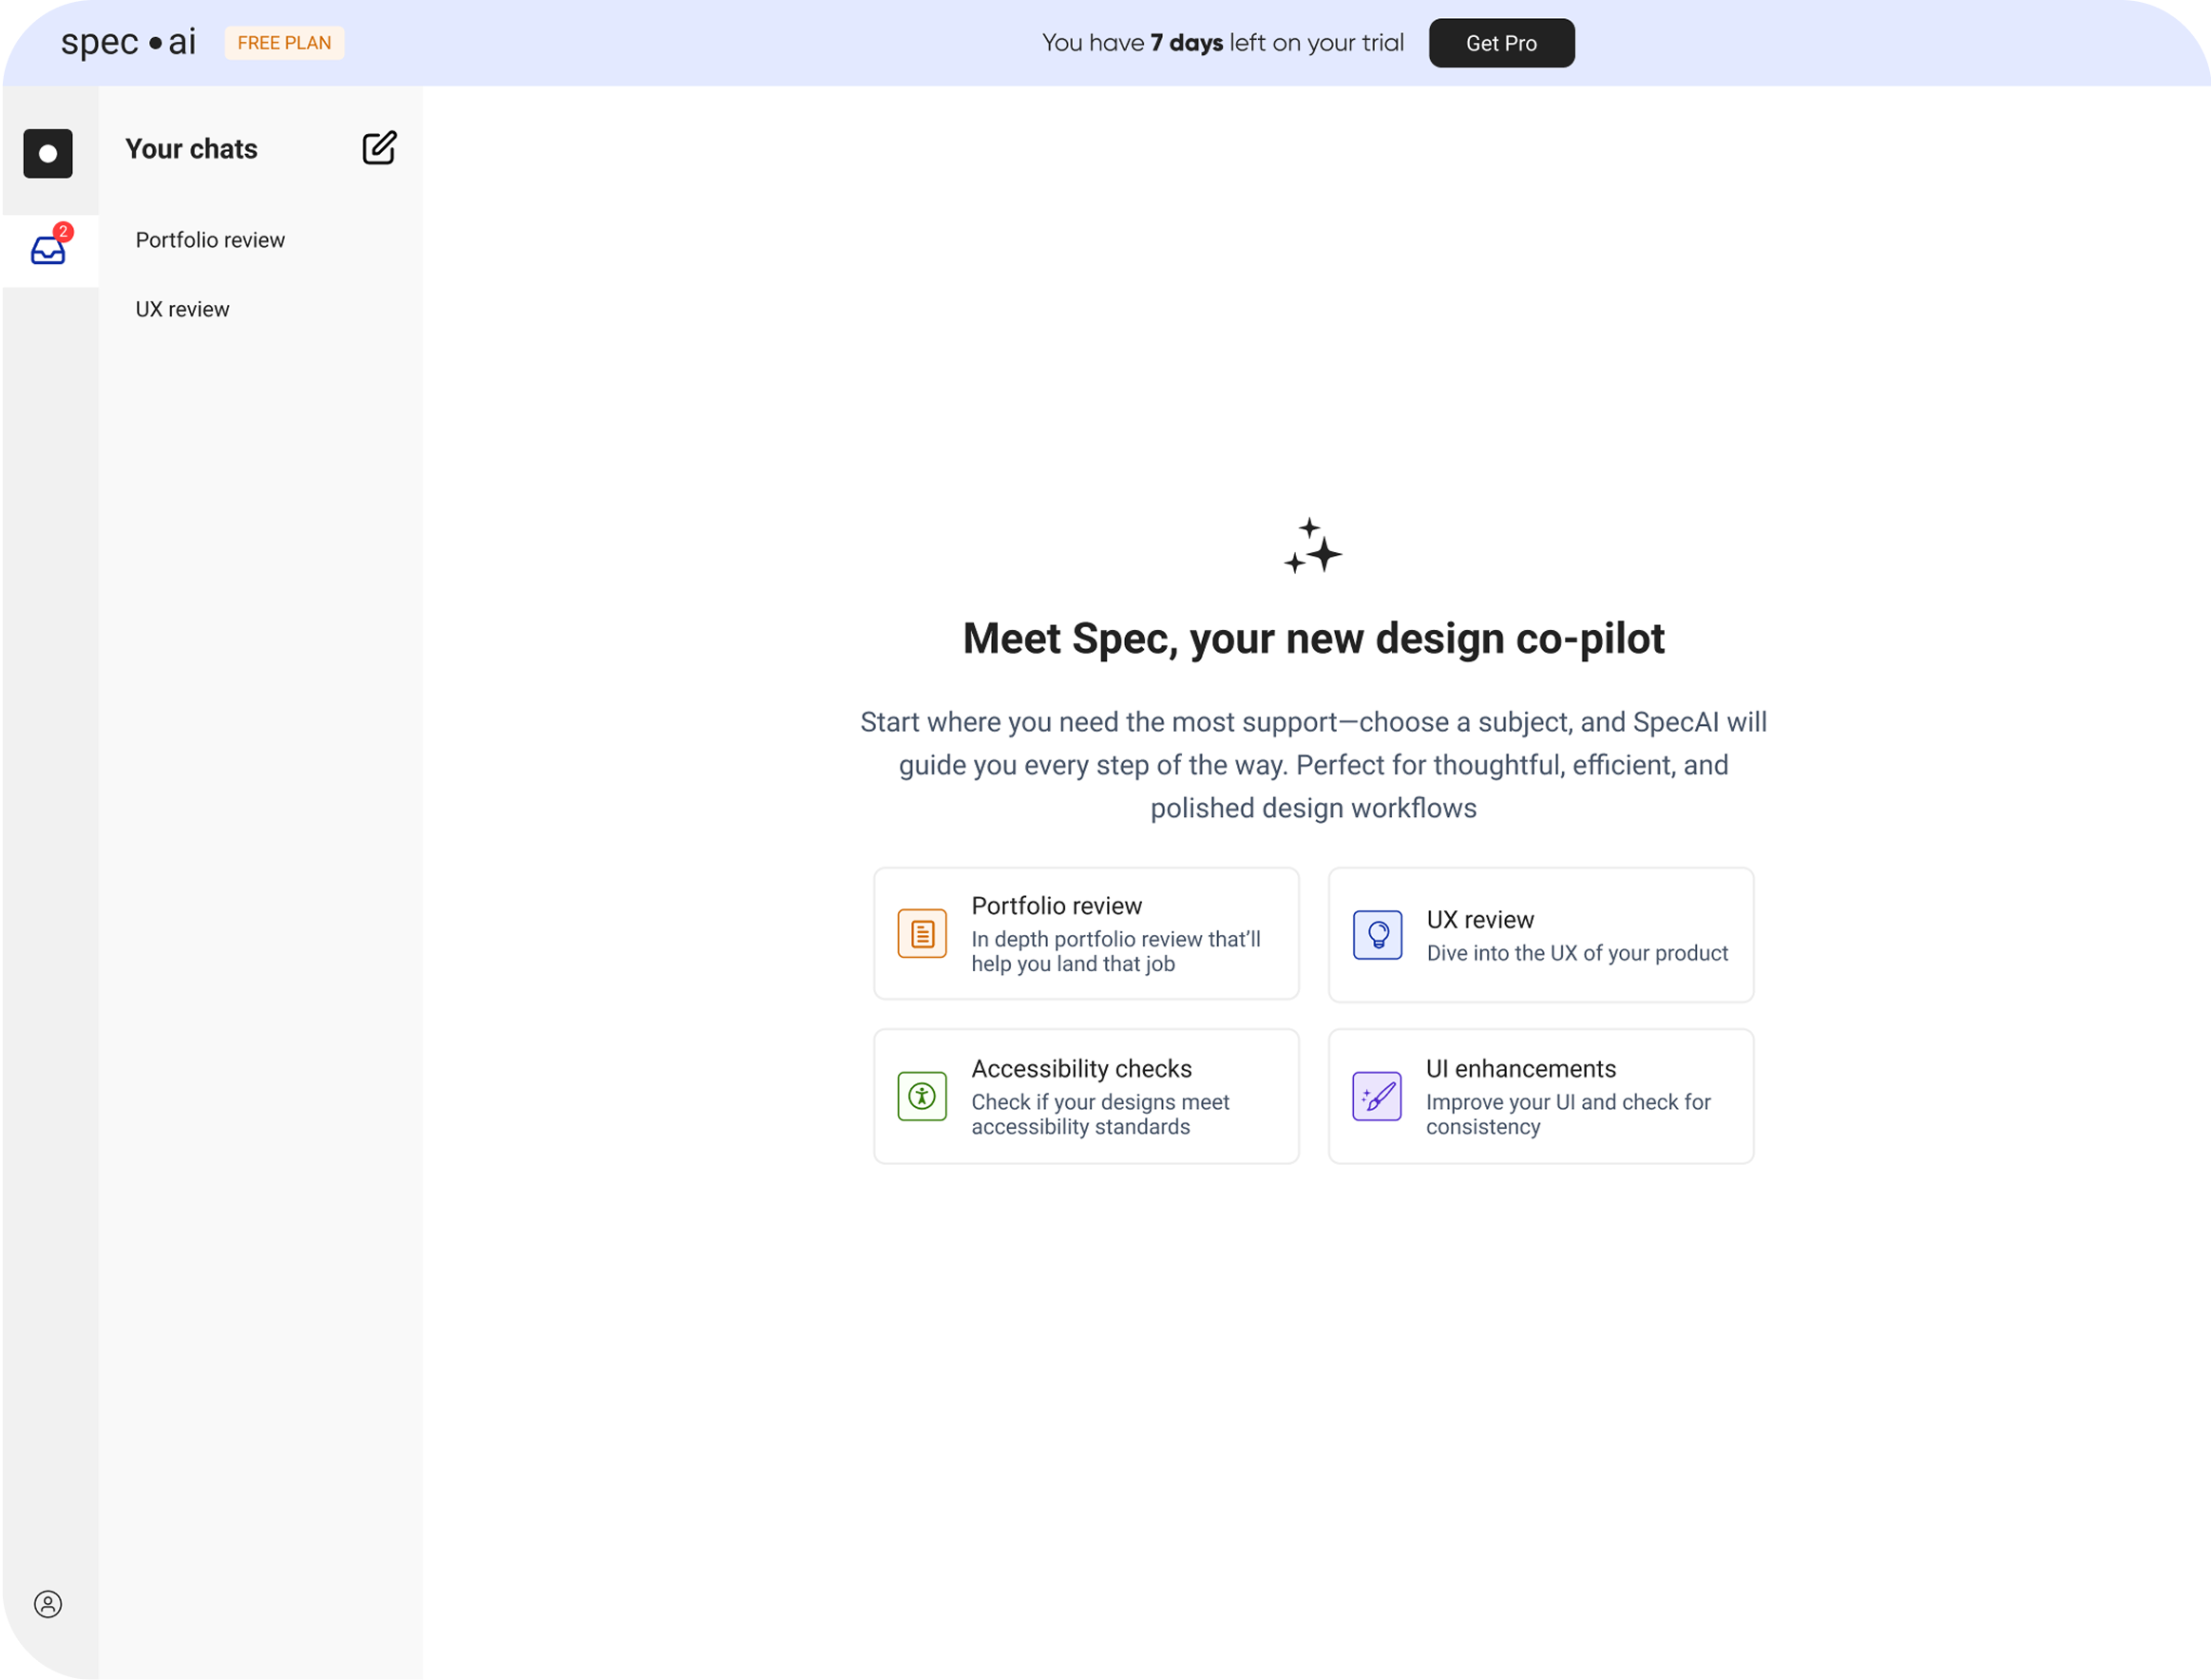 spec • ai
FREE PLAN
You have 7 days left on your trial
Get Pro
Your chats
2
Portfolio review
UX review
Meet Spec, your new design co-pilot
Start where you need the most support—choose a subject, and SpecAI will
guide you every step of the way. Perfect for thoughtful, efficient, and
polished design workflows
Portfolio review
In depth portfolio review that’ll
help you land that job
UX review
Dive into the UX of your product
Accessibility checks
Check if your designs meet
accessibility standards
UI enhancements
Improve your UI and check for
consistency